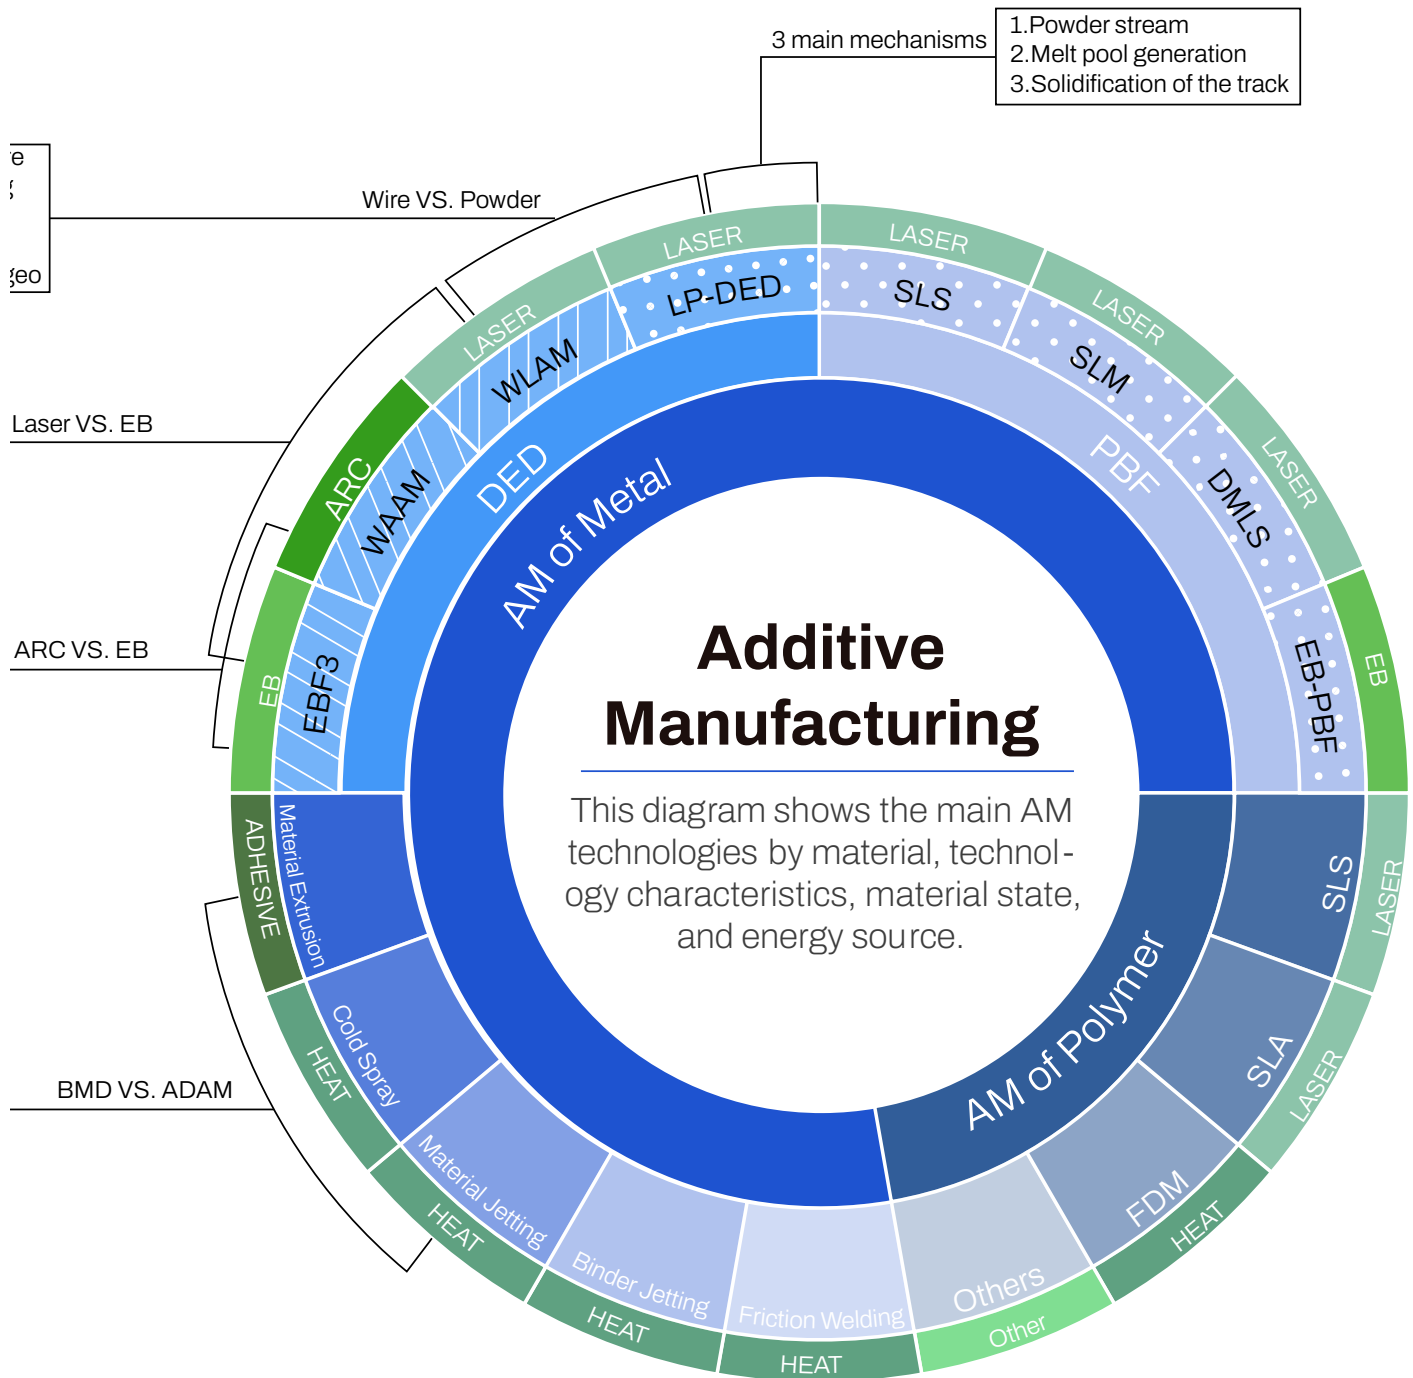 3 main mechanisms
1.Powder stream
2.Melt pool generation
3.Solidification of the track
Wire VS. Powder
geo
Laser VS. EB
ARC VS. EB
BMD VS. ADAM
LASER
LASER
LASER
LASER
LASER
ARC
EB
EB
LP-DED
SLS
WLAM
SLM
WAAM
DMLS
EBF3
EB-PBF
DED
PBF
AM of Metal
Additive
Manufacturing
This diagram shows the main AM
technologies by material, technol-
ogy characteristics, material state,
and energy source.
AM of Polymer
ADHESIVE
Material Extrusion
HEAT
Cold Spray
HEAT
Material Jetting
HEAT
Binder Jetting
HEAT
Friction Welding
Other
Others
HEAT
FDM
LASER
SLA
LASER
SLS